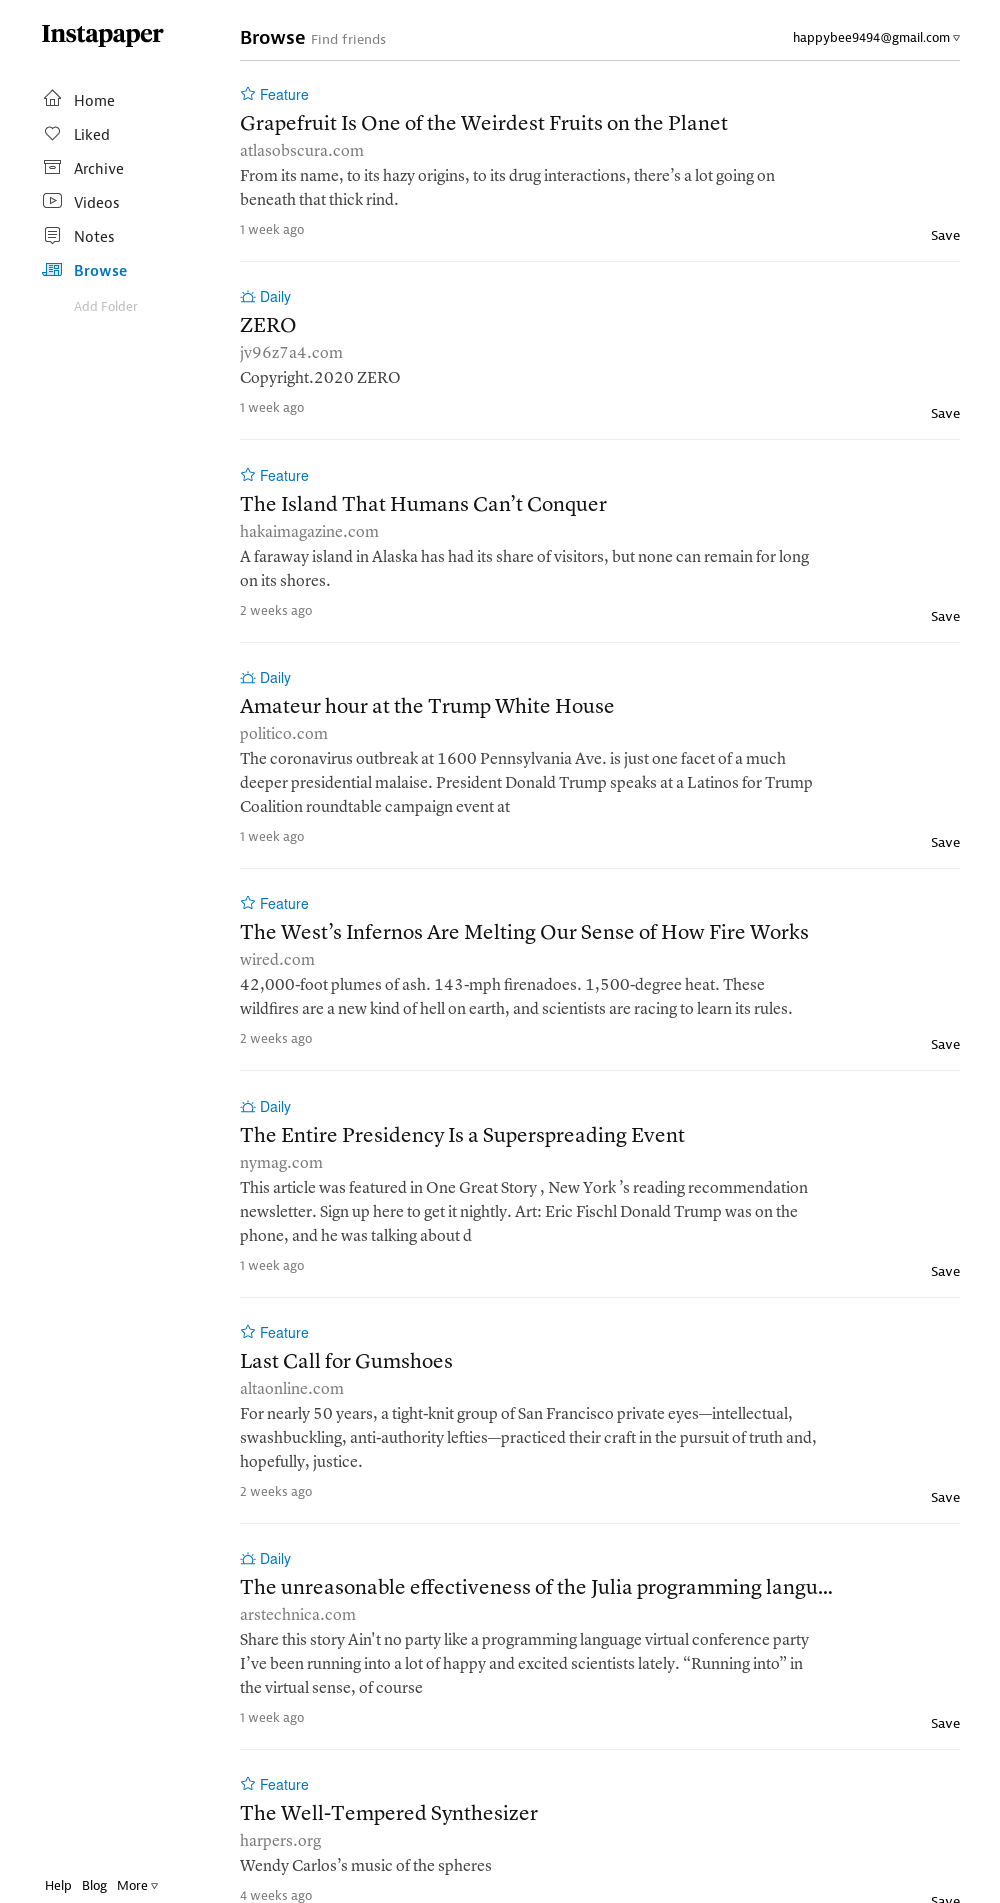 Instapaper
Home
Liked
Archive
Videos
Notes
Browse
Add Folder
Browse Find friends
happybee9494@gmail.com
Feature
Grapefruit Is One of the Weirdest Fruits on the Planet
atlasobscura.com
From its name, to its hazy origins, to its drug interactions, there’s a lot going on
beneath that thick rind.
1 week ago
Save
Daily
ZERO
jv96z7a4.com
Copyright.2020 ZERO
1 week ago
Save
Feature
The Island That Humans Can’t Conquer
hakaimagazine.com
A faraway island in Alaska has had its share of visitors, but none can remain for long
on its shores.
2 weeks ago
Save
Daily
Amateur hour at the Trump White House
politico.com
The coronavirus outbreak at 1600 Pennsylvania Ave. is just one facet of a much
deeper presidential malaise. President Donald Trump speaks at a Latinos for Trump
Coalition roundtable campaign event at
1 week ago
Save
Feature
The West’s Infernos Are Melting Our Sense of How Fire Works
wired.com
42,000-foot plumes of ash. 143-mph firenadoes. 1,500-degree heat. These
wildfires are a new kind of hell on earth, and scientists are racing to learn its rules.
2 weeks ago
Save
Daily
The Entire Presidency Is a Superspreading Event
nymag.com
This article was featured in One Great Story , New York ’s reading recommendation
newsletter. Sign up here to get it nightly. Art: Eric Fischl Donald Trump was on the
phone, and he was talking about d
1 week ago
Save
Feature
Last Call for Gumshoes
altaonline.com
For nearly 50 years, a tight-knit group of San Francisco private eyes—intellectual,
swashbuckling, anti-authority lefties—practiced their craft in the pursuit of truth and,
hopefully, justice.
2 weeks ago
Save
Daily
The unreasonable effectiveness of the Julia programming langu...
arstechnica.com
Share this story Ain't no party like a programming language virtual conference party
I’ve been running into a lot of happy and excited scientists lately. “Running into” in
the virtual sense, of course
1 week ago
Save
Feature
The Well-Tempered Synthesizer
harpers.org
Wendy Carlos’s music of the spheres
4 weeks ago
Save
Help Blog More